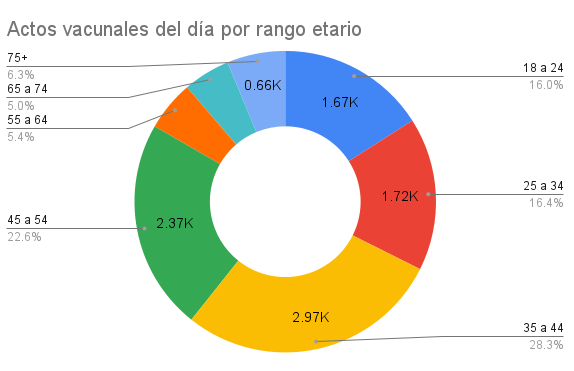 Actos vacunales del día por rango etario
75+
6.3%
65 a 74
5.0%
55 a 64
5.4%
45 a 54
22.6%
18 a 24
16.0%
25 a 34
16.4%
35 a 44
28.3%
0.66K
1.67K
1.72K
2.37K
2.97K